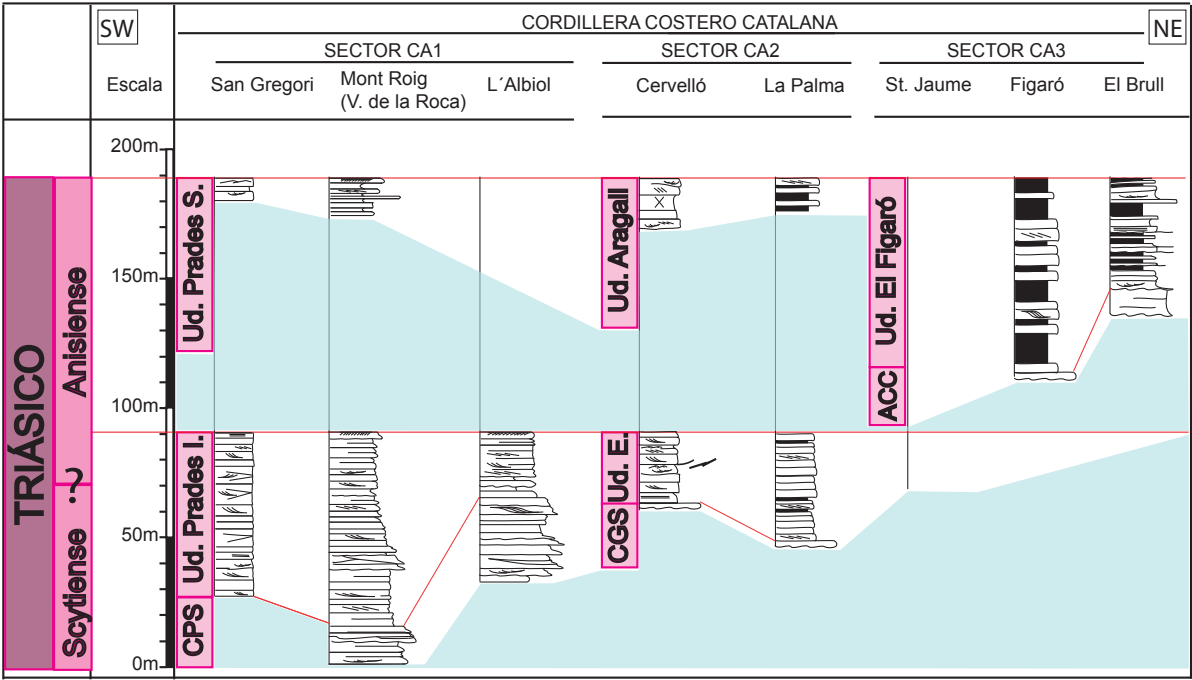 SW
CORDILLERA COSTERO CATALANA
NE
SECTOR CA1
SECTOR CA2
SECTOR CA3
Escala
San Gregori
Mont Roig
(V. de la Roca)
L´Albiol
Cervelló
La Palma
St. Jaume
Figaró
El Brull
200m
150m
100m
50m
0m
TRIÁSICO
Anisiense
?
Scytiense
Ud. Prades S.
Ud. Prades I.
CPS
Ud. Aragall
Ud. E.
CGS
Ud. El Figaró
ACC